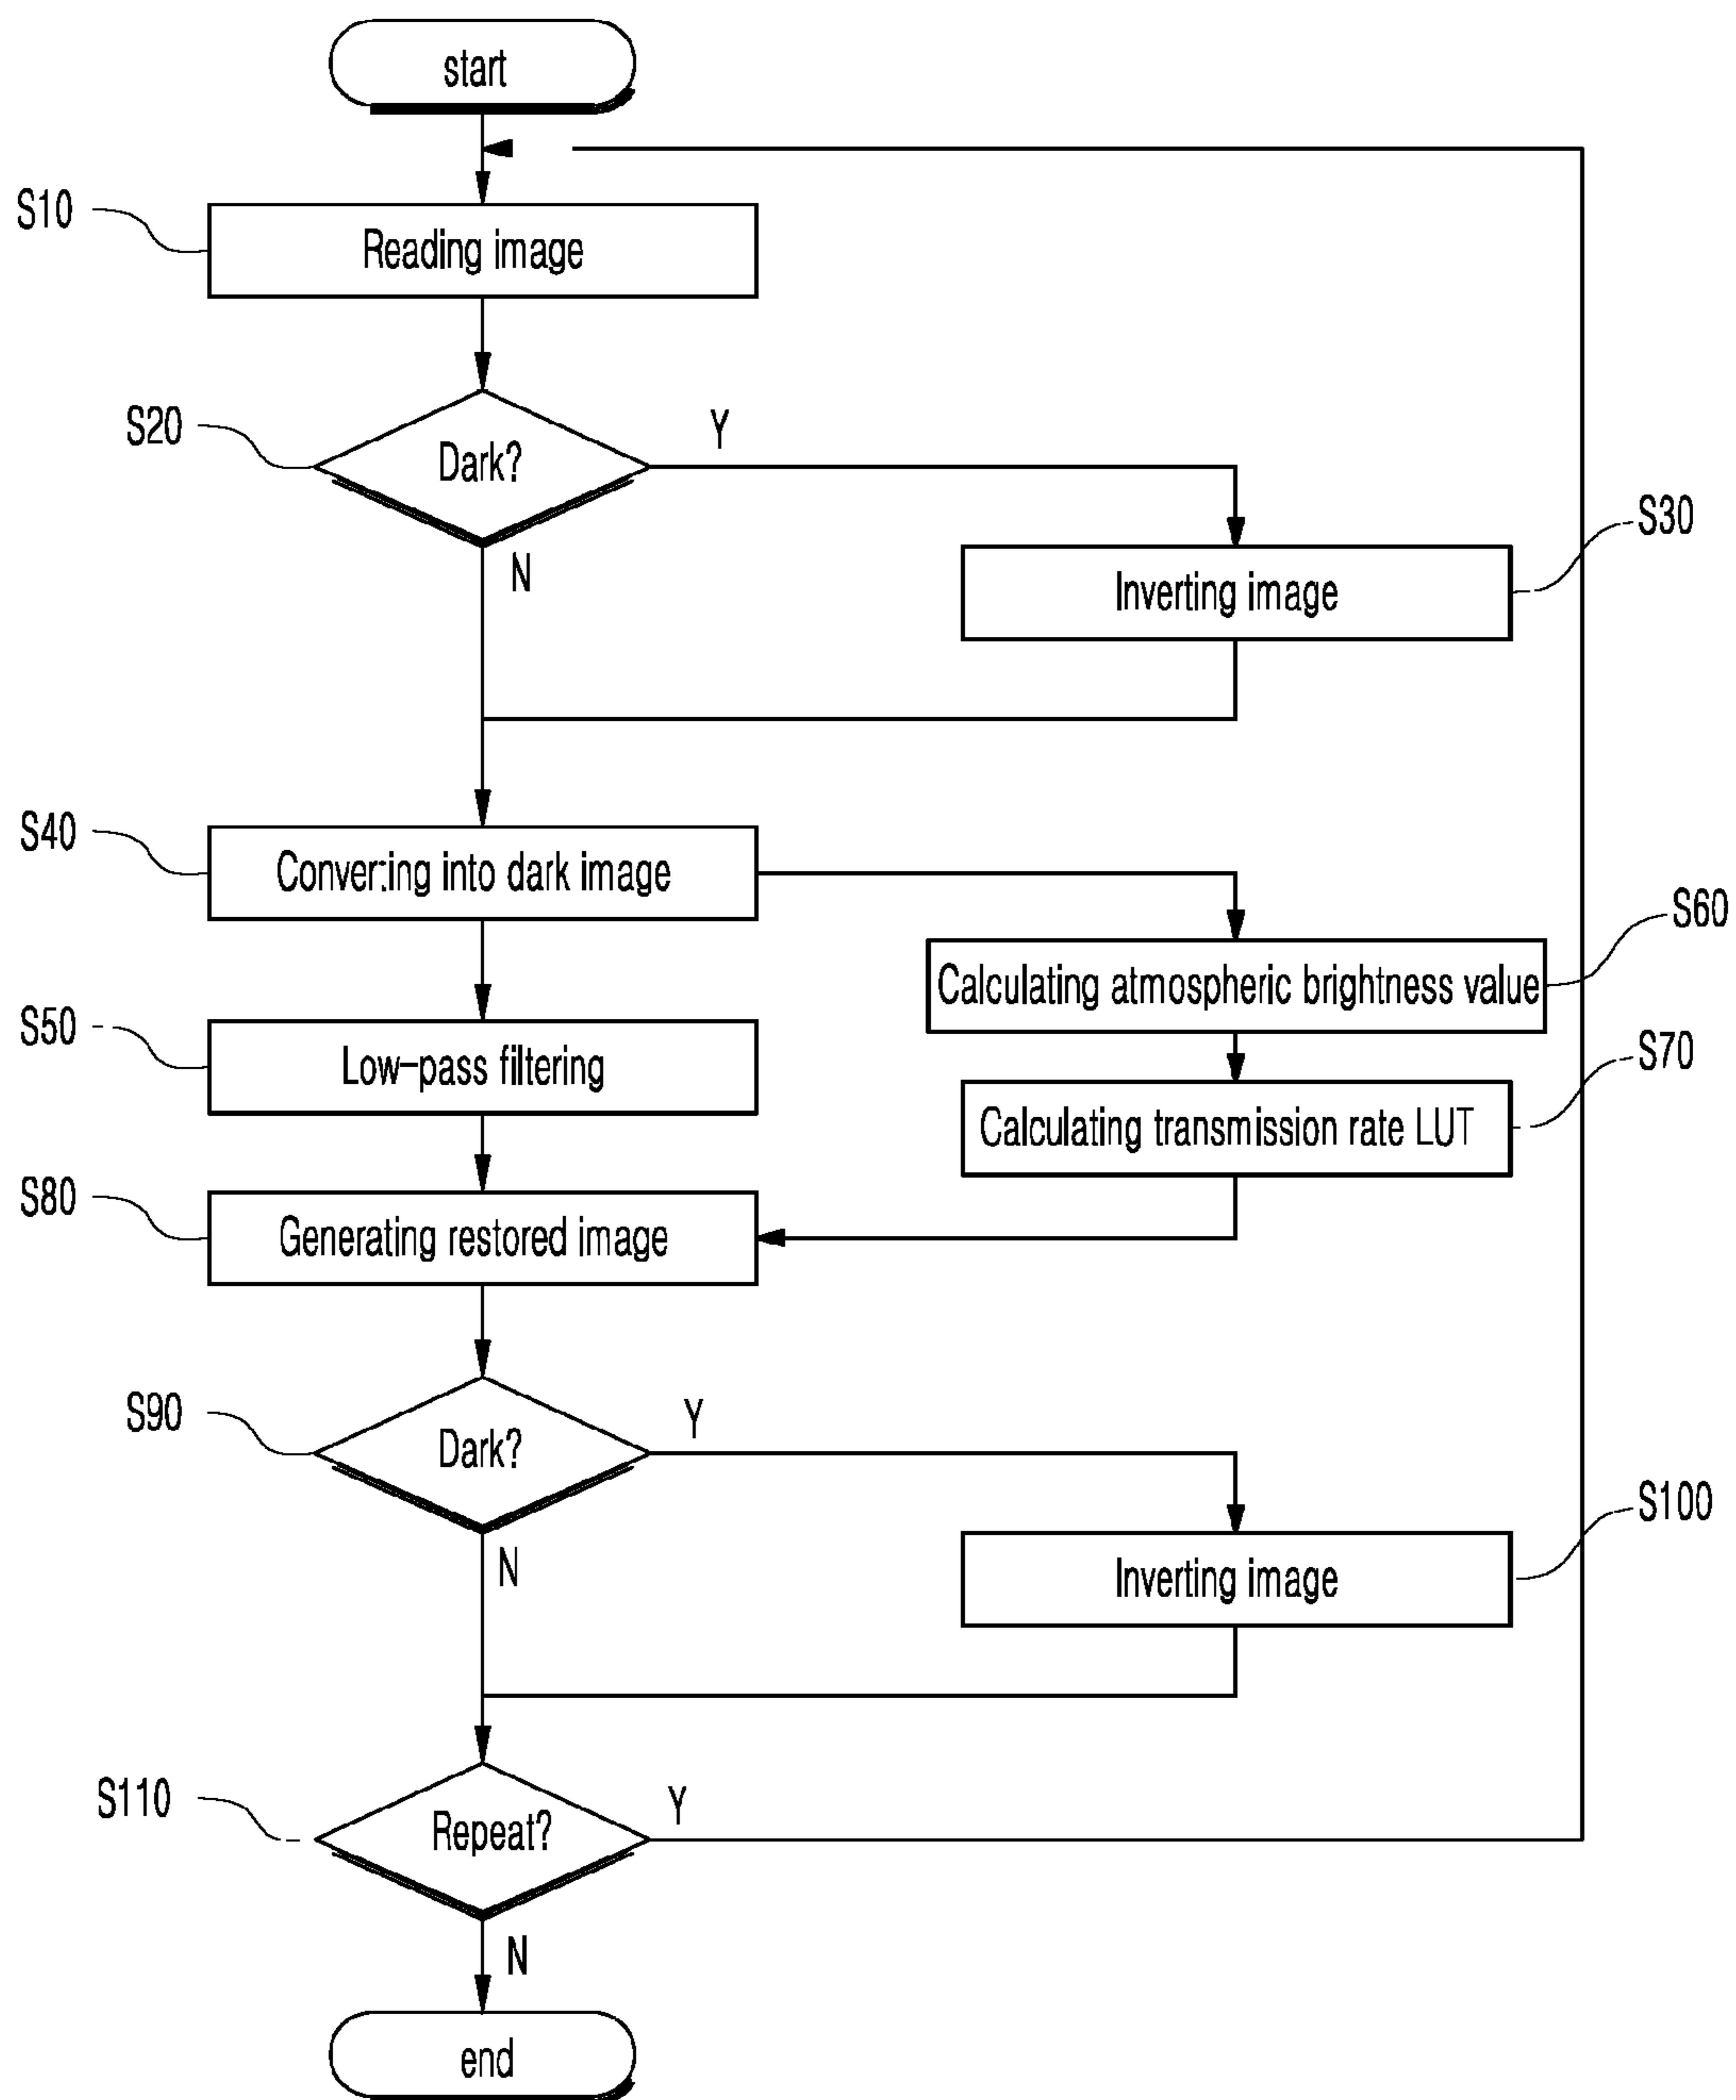 start
S10
Reading image
S20
Dark?
Y
N
S30
Inverting image
S40
Converting into dark image
S60
Calculating atmospheric brightness value
S50
Low-pass filtering
S70
Calculating transmission rate LUT
S80
Generating restored image
S90
Dark?
Y
N
S100
Inverting image
S110
Repeat?
Y
N
end